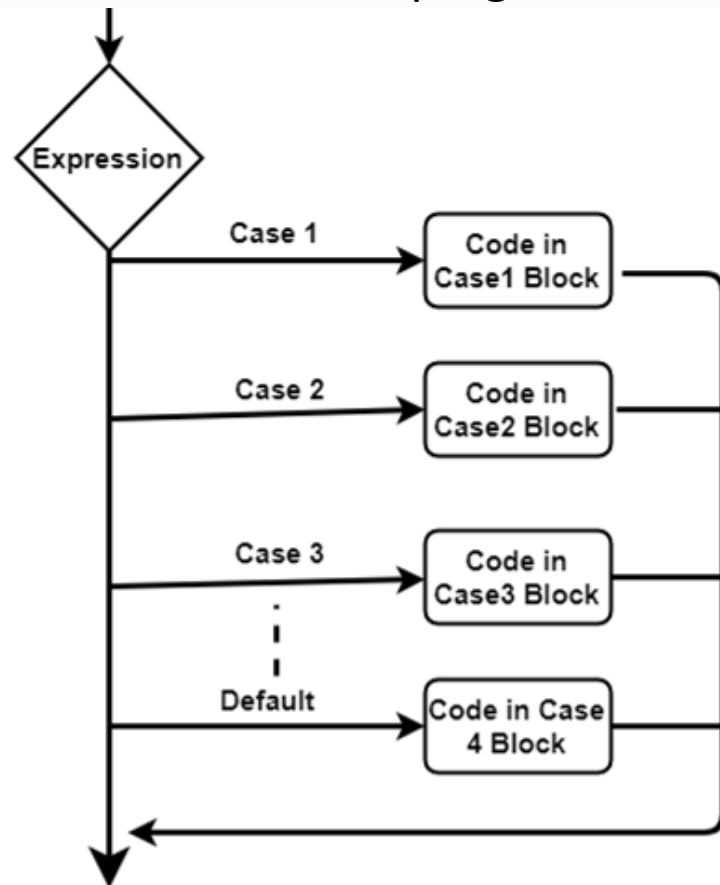 Expression
Case 1
Code in
Case1 Block
Case 2
Code in
Case2 Block
Case 3
Code in
Case3 Block
Default
Code in Case
4 Block